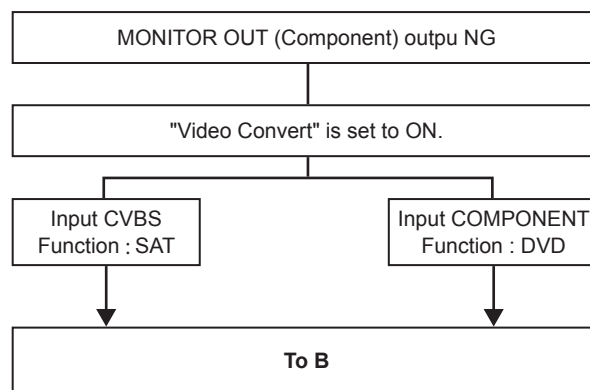 MONITOR OUT (Component) outpu NG
"Video Convert" is set to ON.
Input CVBS
Function : SAT
Input COMPONENT
Function : DVD
To B